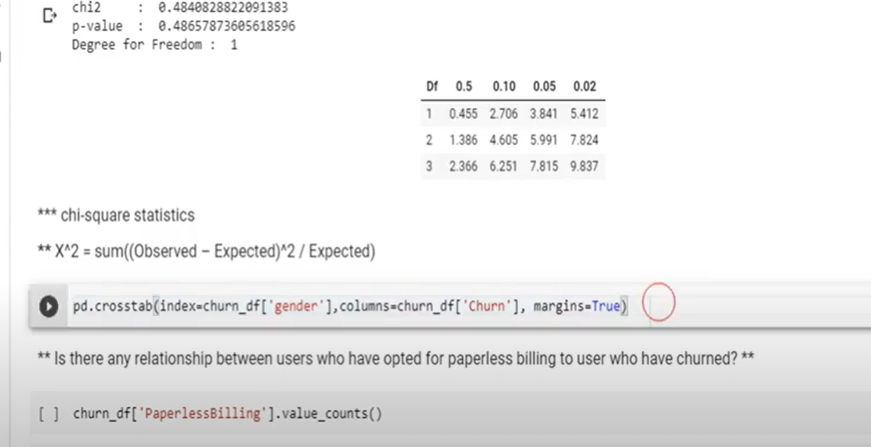 chi2 : 0.4840828822091383
p-value : 0.48657873605618596
Degree for Freedom : 1
Df 0.5 0.10 0.05 0.02
1 0.455 2.706 3.841 5.412
2 1.386 4.605 5.991 7.824
3 2.366 6.251 7.815 9.837
*** chi-square statistics
** X^2 = sum((Observed – Expected)^2 / Expected)
pd.crosstab(index=churn_df['gender'],columns=churn_df['Churn'], margins=True)
** Is there any relationship between users who have opted for paperless billing to user who have churned? **
[ ] churn_df['PaperlessBilling'].value_counts()